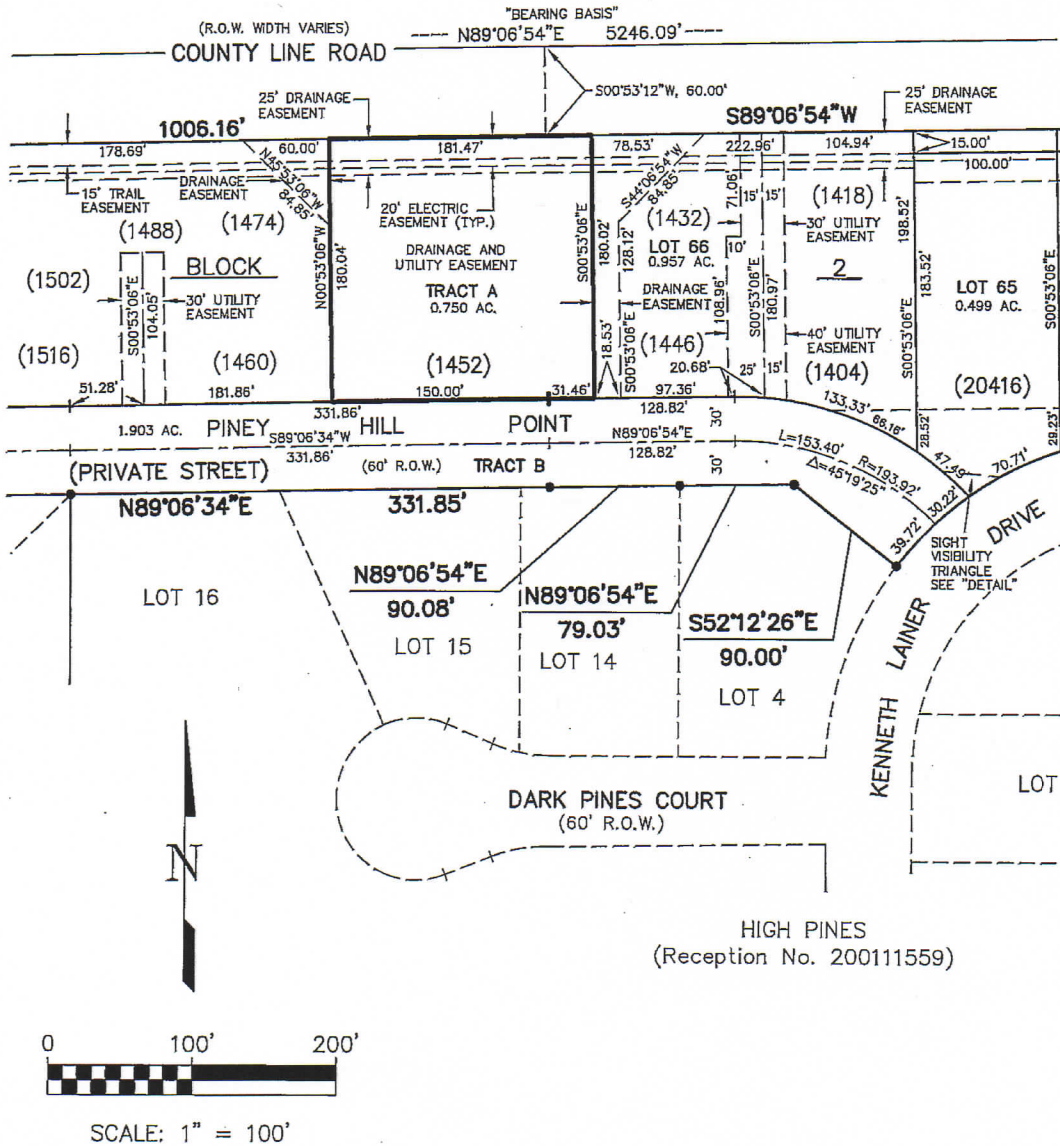 (R.O.W. WIDTH VARIES)
COUNTY LINE ROAD
"BEARING BASIS"
---- N89°06'54"E 5246.09' ----
S00°53'12"W, 60.00'
25' DRAINAGE
EASEMENT
S89°06'54"W
25' DRAINAGE
EASEMENT
1006.16'
178.69'
60.00'
181.47'
78.53'
222.96'
104.94'
15.00'
100.00'
N45°53'06"W
84.85'
S44°06'54"W
84.85'
15' TRAIL
EASEMENT
DRAINAGE
EASEMENT
20' ELECTRIC
EASEMENT (TYP.)
(1488)
(1474)
BLOCK
(1502)
(1516)
S00°53'06"E
104.05'
30' UTILITY
EASEMENT
(1460)
N00°53'06"W
180.04'
DRAINAGE AND
UTILITY EASEMENT
TRACT A
0.750 AC.
(1452)
S00°53'06"E
180.02'
128.12'
S00°53'06"E
18.53'
(1432)
LOT 66
0.957 AC.
DRAINAGE
EASEMENT
(1446)
71.06'
10'
108.96'
15'
15'
S00°53'06"E
180.97'
25'
15'
20.68'
(1418)
30' UTILITY
EASEMENT
2
40' UTILITY
EASEMENT
(1404)
198.52'
183.52'
S00°53'06"E
28.52'
LOT 65
0.499 AC.
(20416)
S00°53'06"E
29.23'
51.28'
181.86'
150.00'
31.46'
97.36'
133.33'
66.16'
331.86'
128.82'
1.903 AC.
PINEY HILL POINT
S89°06'34"W
331.86'
N89°06'54"E
128.82'
30'
30'
(PRIVATE STREET)
(60' R.O.W.)
TRACT B
L=153.40'
R=193.92'
Δ=45°19'25"
47.49'
70.71'
30.22'
39.72'
N89°06'34"E 331.85'
SIGHT
VISIBILITY
TRIANGLE
SEE "DETAIL"
KENNETH LAINER DRIVE
N89°06'54"E
90.08'
N89°06'54"E
79.03'
S52°12'26"E
90.00'
LOT 16
LOT 15
LOT 14
LOT 4
LOT
DARK PINES COURT
(60' R.O.W.)
N
HIGH PINES
(Reception No. 200111559)
0 100' 200'
SCALE: 1" = 100'